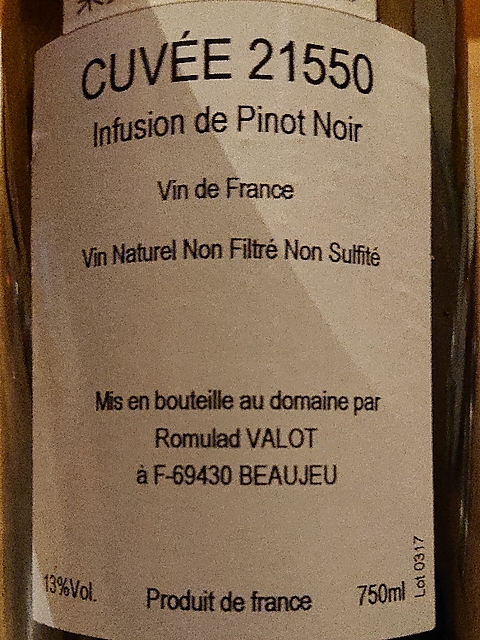 CUVÉE 21550
Infusion de Pinot Noir
Vin de France
Vin Naturel Non Filtré Non Sulfité
Mis en bouteille au domaine par
Romulad VALOT
à F-69430 BEAUJEU
13%Vol.
Produit de france
750ml
Lot 0317